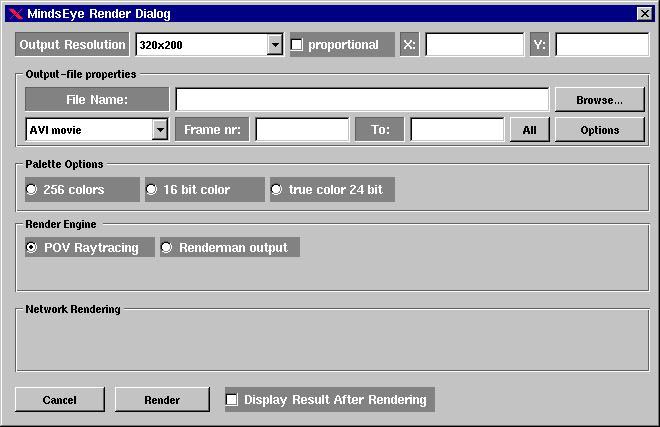 MindsEye Render Dialog
Output Resolution 320x200 proportional X: Y:
Output-file properties
File Name: Browse...
AVI movie Frame nr: To: All Options
Palette Options
256 colors 16 bit color true color 24 bit
Render Engine
POV Raytracing Renderman output
Network Rendering
Cancel Render Display Result After Rendering